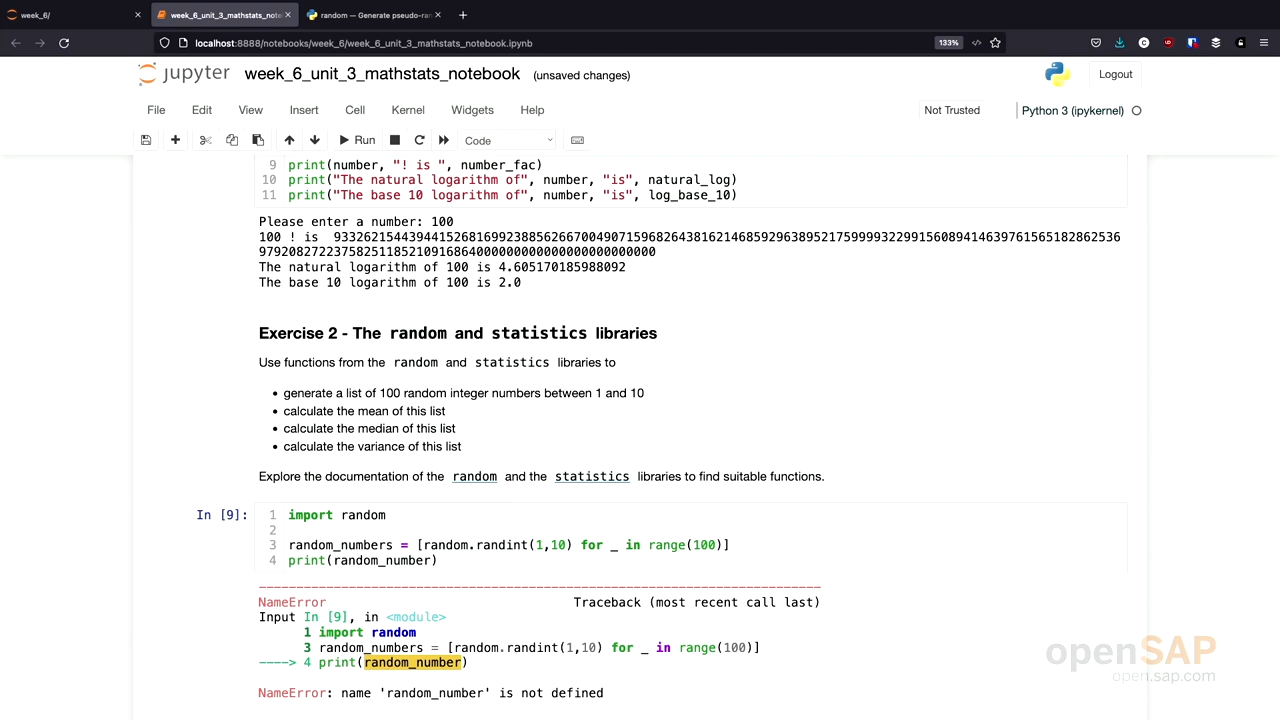 week_6/
week_6_unit_3_mathstats_note
random — Generate pseudo-ran
localhost:8888/notebooks/week_6/week_6_unit_3_mathstats_notebook.ipynb
133%
jupyter week_6_unit_3_mathstats_notebook (unsaved changes)
Logout
File Edit View Insert Cell Kernel Widgets Help
Not Trusted
Python 3 (ipykernel)
Run
Code
9 print(number, "! is ", number_fac)
10 print("The natural logarithm of", number, "is", natural_log)
11 print("The base 10 logarithm of", number, "is", log_base_10)
Please enter a number: 100
100 ! is  93326215443944152681699238856266700490715968264381621468592963895217599993229915608941463976156518286253697920827223758251185210916864000000000000000000000000
The natural logarithm of 100 is 4.605170185988092
The base 10 logarithm of 100 is 2.0
Exercise 2 - The random and statistics libraries
Use functions from the random and statistics libraries to
• generate a list of 100 random integer numbers between 1 and 10
• calculate the mean of this list
• calculate the median of this list
• calculate the variance of this list
Explore the documentation of the random and the statistics libraries to find suitable functions.
In [9]:
1 import random
2
3 random_numbers = [random.randint(1,10) for _ in range(100)]
4 print(random_number)
---------------------------------------------------------------------------
NameError Traceback (most recent call last)
Input In [9], in <module>
1 import random
3 random_numbers = [random.randint(1,10) for _ in range(100)]
----> 4 print(random_number)
NameError: name 'random_number' is not defined
openSAP
open.sap.com